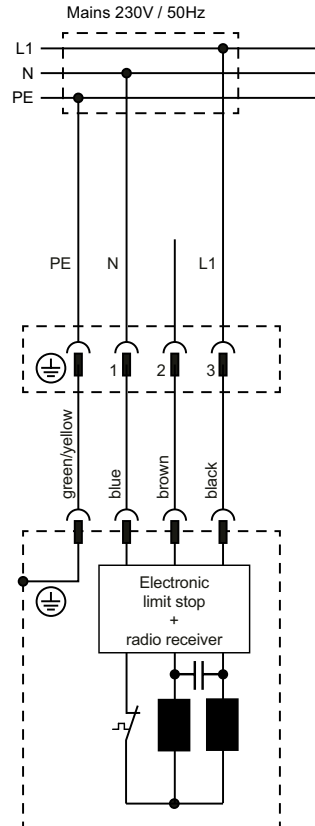 Mains 230V / 50Hz
L1
N
PE
PE
N
L1
1
2
3
green/yellow
blue
brown
black
Electronic
limit stop
+
radio receiver